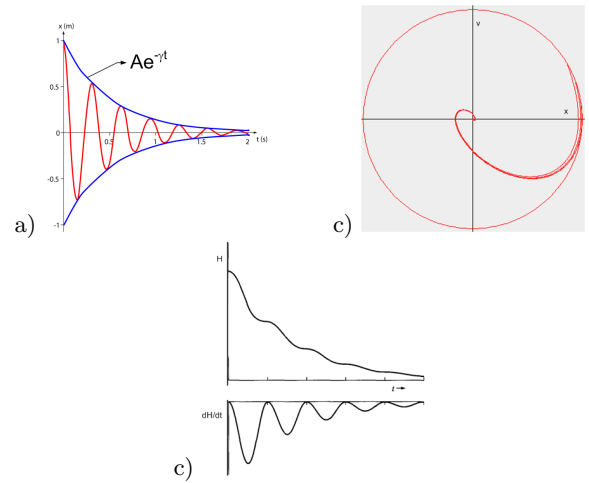 x (m)
1
Ae^-γt
0.5
0
0.5
1
1.5
2
t (s)
-0.5
-1
a)
v
x
c)
H
t →
dH/dt
c)